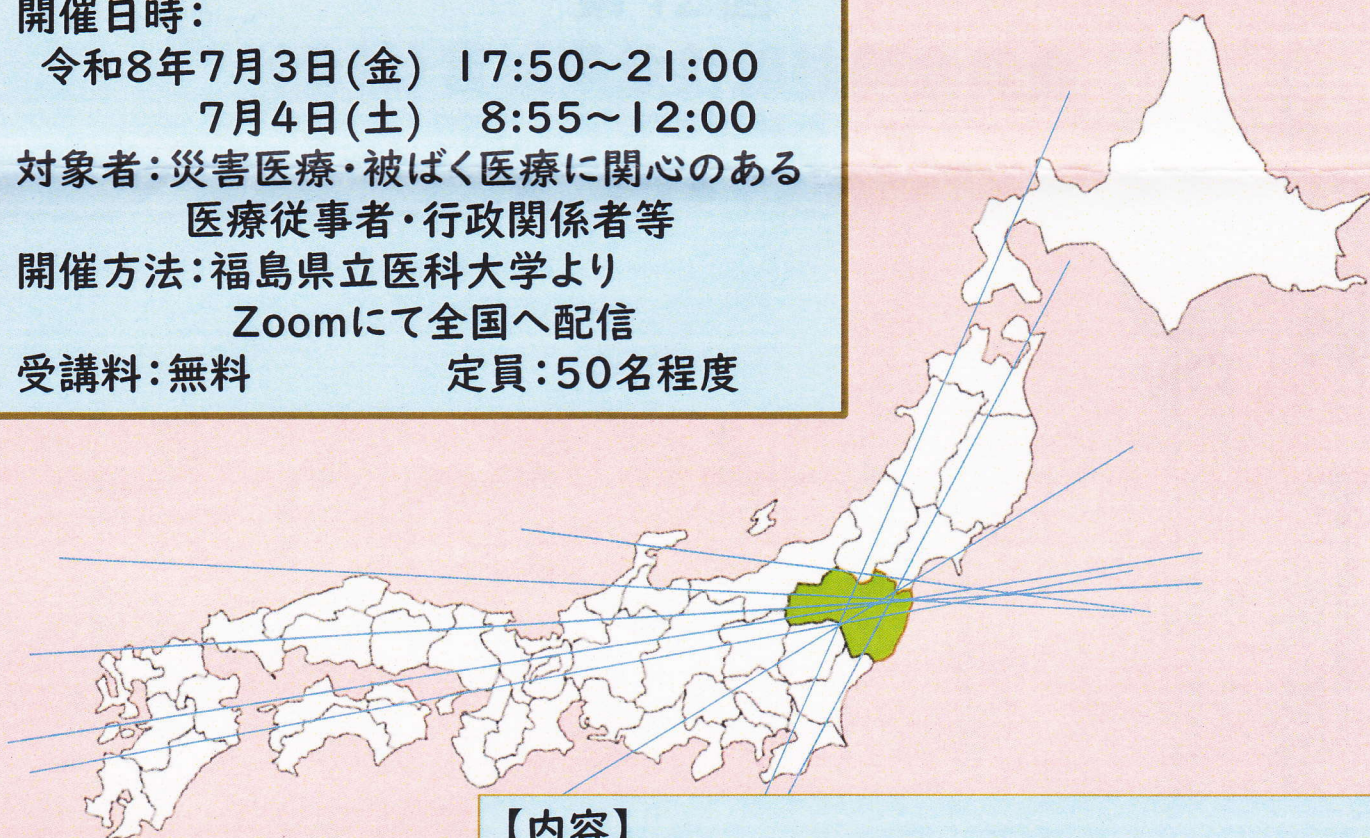 開催日時：
令和8年7月3日(金) 17:50～21:00
7月4日(土) 8:55～12:00
対象者：災害医療・被ばく医療に関心のある
医療従事者・行政関係者等
開催方法：福島県立医科大学より
Zoomにて全国へ配信
受講料：無料 定員：50名程度
【内容】